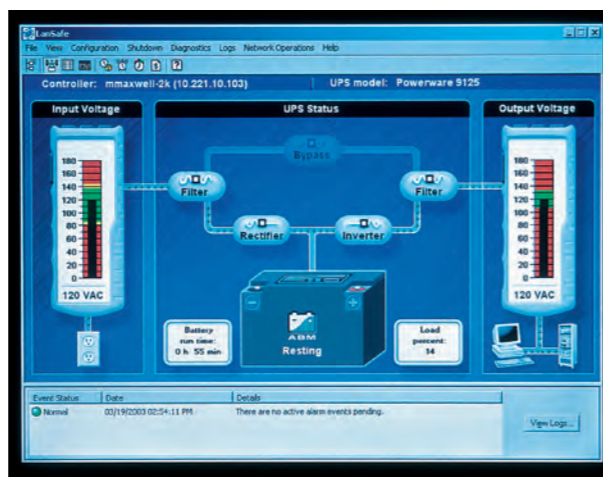 LanSafe
File View Configuration Shutdown Diagnostics Logs Network Operations Help
Controller: mmaxwell-2k (10.221.10.103) UPS model: Powerware 9125
Input Voltage
180
160
140
120
100
80
60
40
20
0
120 VAC
UPS Status
Bypass
Filter
Filter
Rectifier
Inverter
Battery
run time:
0 h 55 min
ABM
Resting
Load
percent:
14
Output Voltage
180
160
140
120
100
80
60
40
20
0
120 VAC
Event Status Date Details
Normal 03/19/2003 02:54:11 PM There are no active alarm events pending.
View Logs...